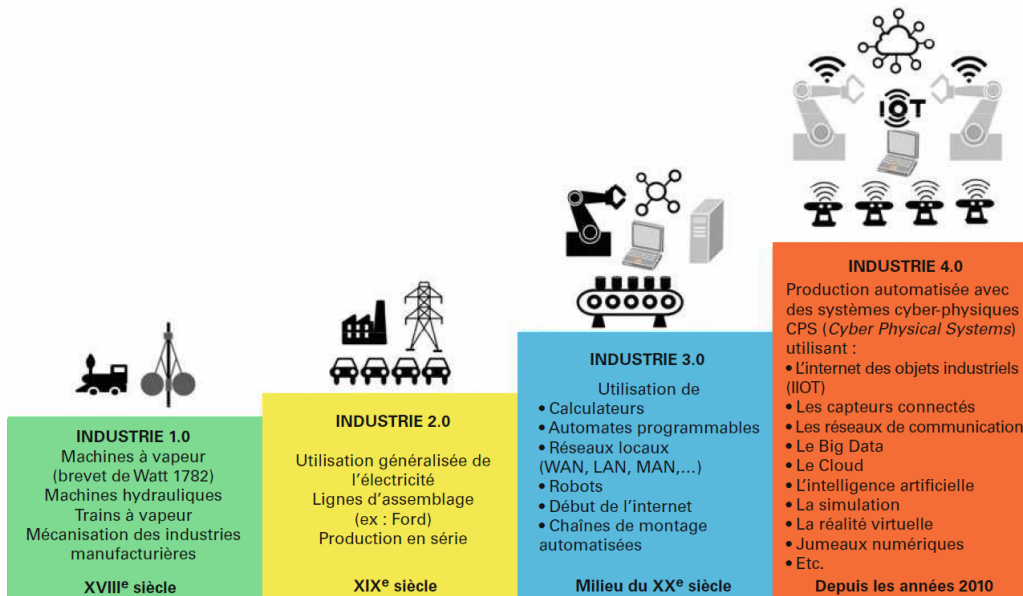 IOT
INDUSTRIE 1.0
Machines à vapeur
(brevet de Watt 1782)
Machines hydrauliques
Trains à vapeur
Mécanisation des industries
manufacturières
XVIIIe siècle
INDUSTRIE 2.0
Utilisation généralisée de
l'électricité
Lignes d'assemblage
(ex : Ford)
Production en série
XIXe siècle
INDUSTRIE 3.0
Utilisation de
• Calculateurs
• Automates programmables
• Réseaux locaux
(WAN, LAN, MAN,...)
• Robots
• Début de l'internet
• Chaînes de montage
automatisées
Milieu du XXe siècle
INDUSTRIE 4.0
Production automatisée avec
des systèmes cyber-physiques
CPS (Cyber Physical Systems)
utilisant :
• L'internet des objets industriels
(IIOT)
• Les capteurs connectés
• Les réseaux de communication
• Le Big Data
• Le Cloud
• L'intelligence artificielle
• La simulation
• La réalité virtuelle
• Jumeaux numériques
• Etc.
Depuis les années 2010